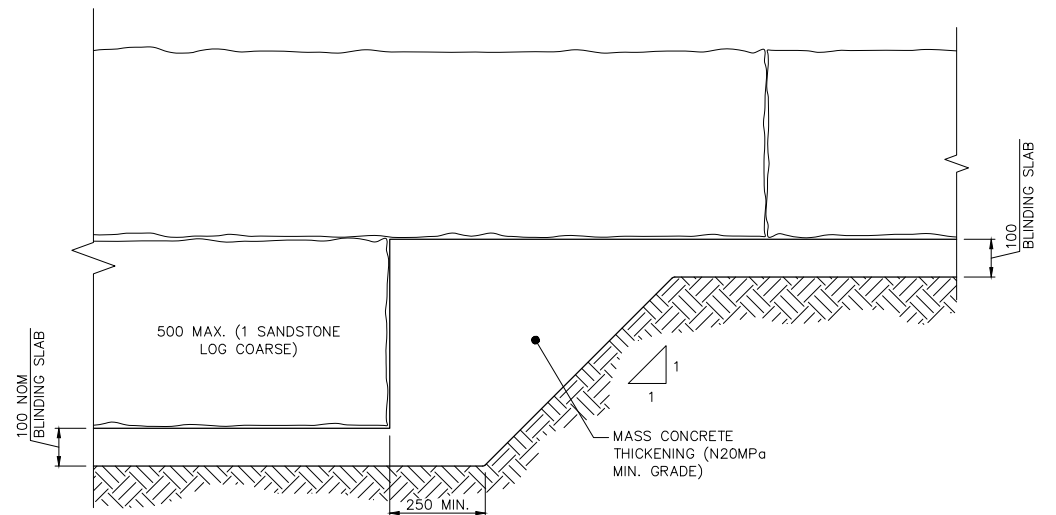 100
BLINDING SLAB
500 MAX. (1 SANDSTONE
LOG COARSE)
100 NOM
BLINDING SLAB
1
1
MASS CONCRETE
THICKENING (N20MPa
MIN. GRADE)
250 MIN.